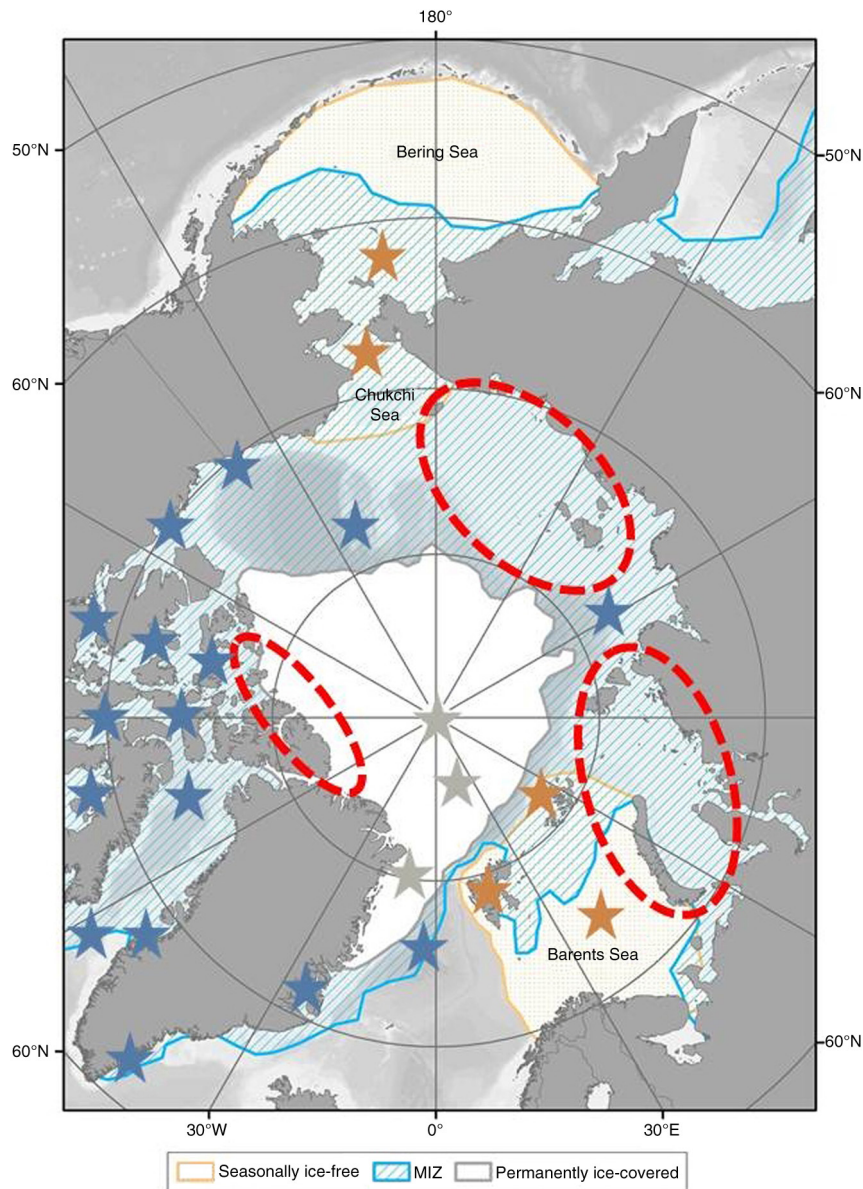 180°
50°N
50°N
Bering Sea
60°N
60°N
Chukchi
Sea
Barents Sea
60°N
60°N
30°W
0°
30°E
Seasonally ice-free
MIZ
Permanently ice-covered